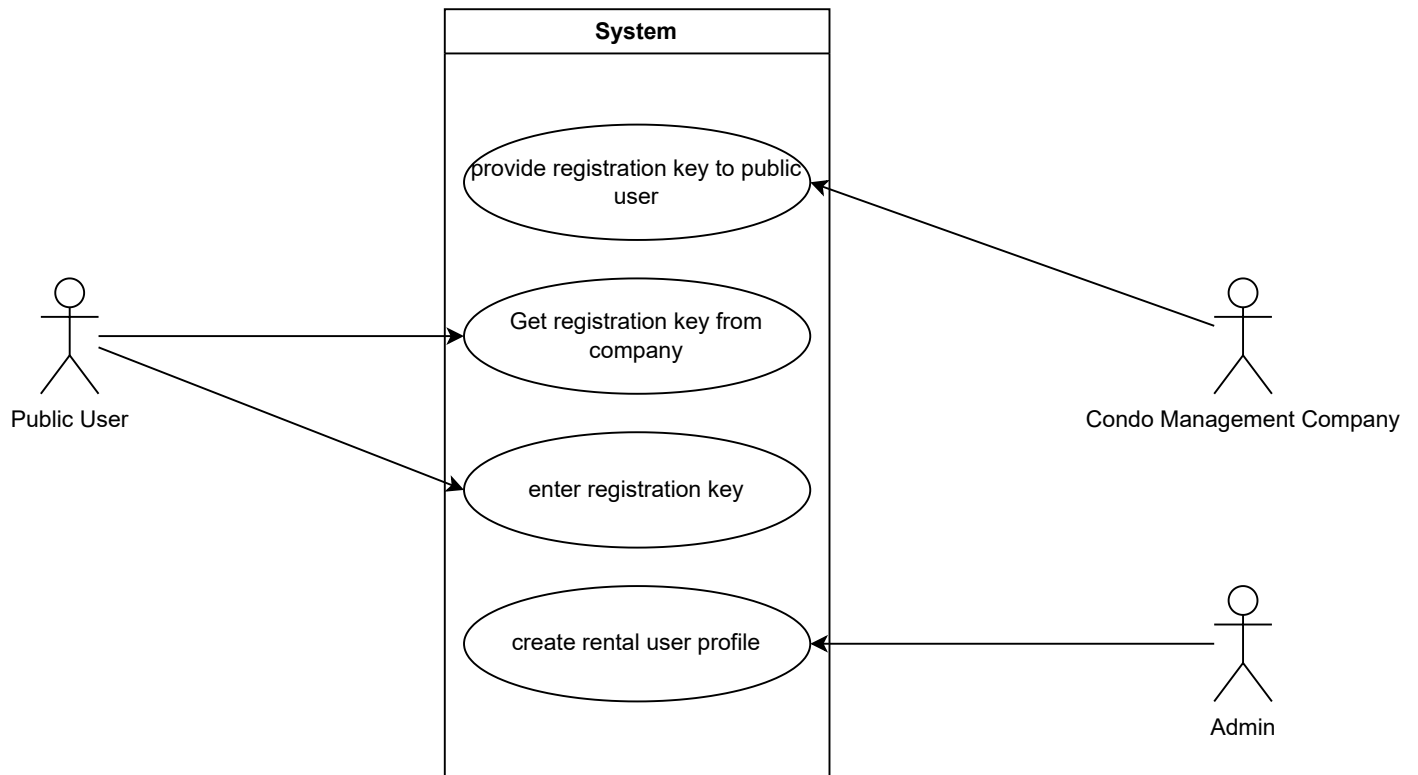 System
provide registration key to public
user
Get registration key from
company
Public User
Condo Management Company
enter registration key
create rental user profile
Admin